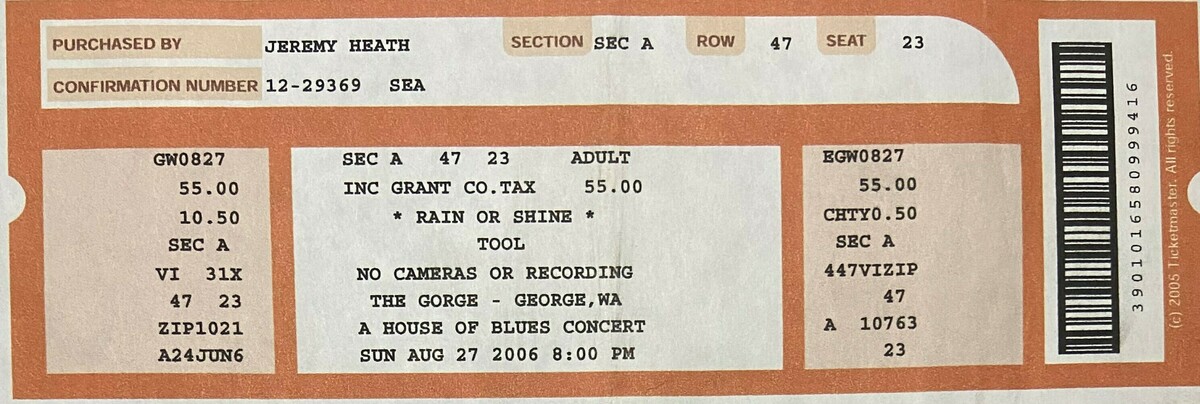 PURCHASED BY JEREMY HEATH SECTION SEC A ROW 47 SEAT 23
CONFIRMATION NUMBER 12-29369 SEA
GW0827
55.00
10.50
SEC A
VI 31X
47 23
ZIP1021
A24JUN6
SEC A 47 23 ADULT
INC GRANT CO.TAX 55.00
* RAIN OR SHINE *
TOOL
NO CAMERAS OR RECORDING
THE GORGE - GEORGE,WA
A HOUSE OF BLUES CONCERT
SUN AUG 27 2006 8:00 PM
EGW0827
55.00
CHTY0.50
SEC A
447VIZIP
47
A 10763
23
3901016580999416
(c) 2005 Ticketmaster. All rights reserved.